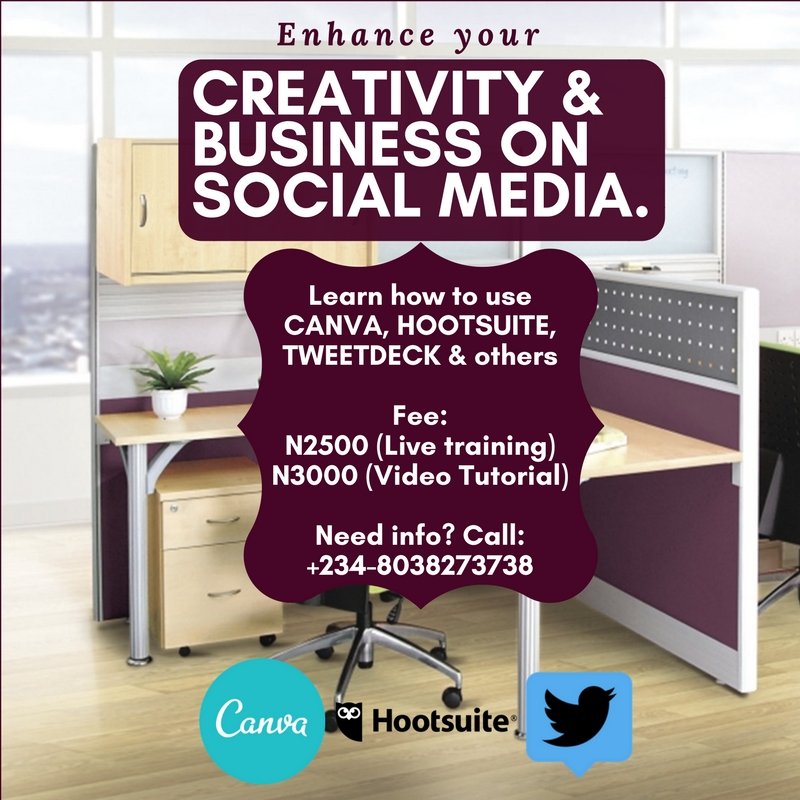 Enhance your
CREATIVITY &
BUSINESS ON
SOCIAL MEDIA.
Learn how to use
CANVA, HOOTSUITE,
TWEETDECK & others
Fee:
N2500 (Live training)
N3000 (Video Tutorial)
Need info? Call:
+234-8038273738
Canva
Hootsuite®